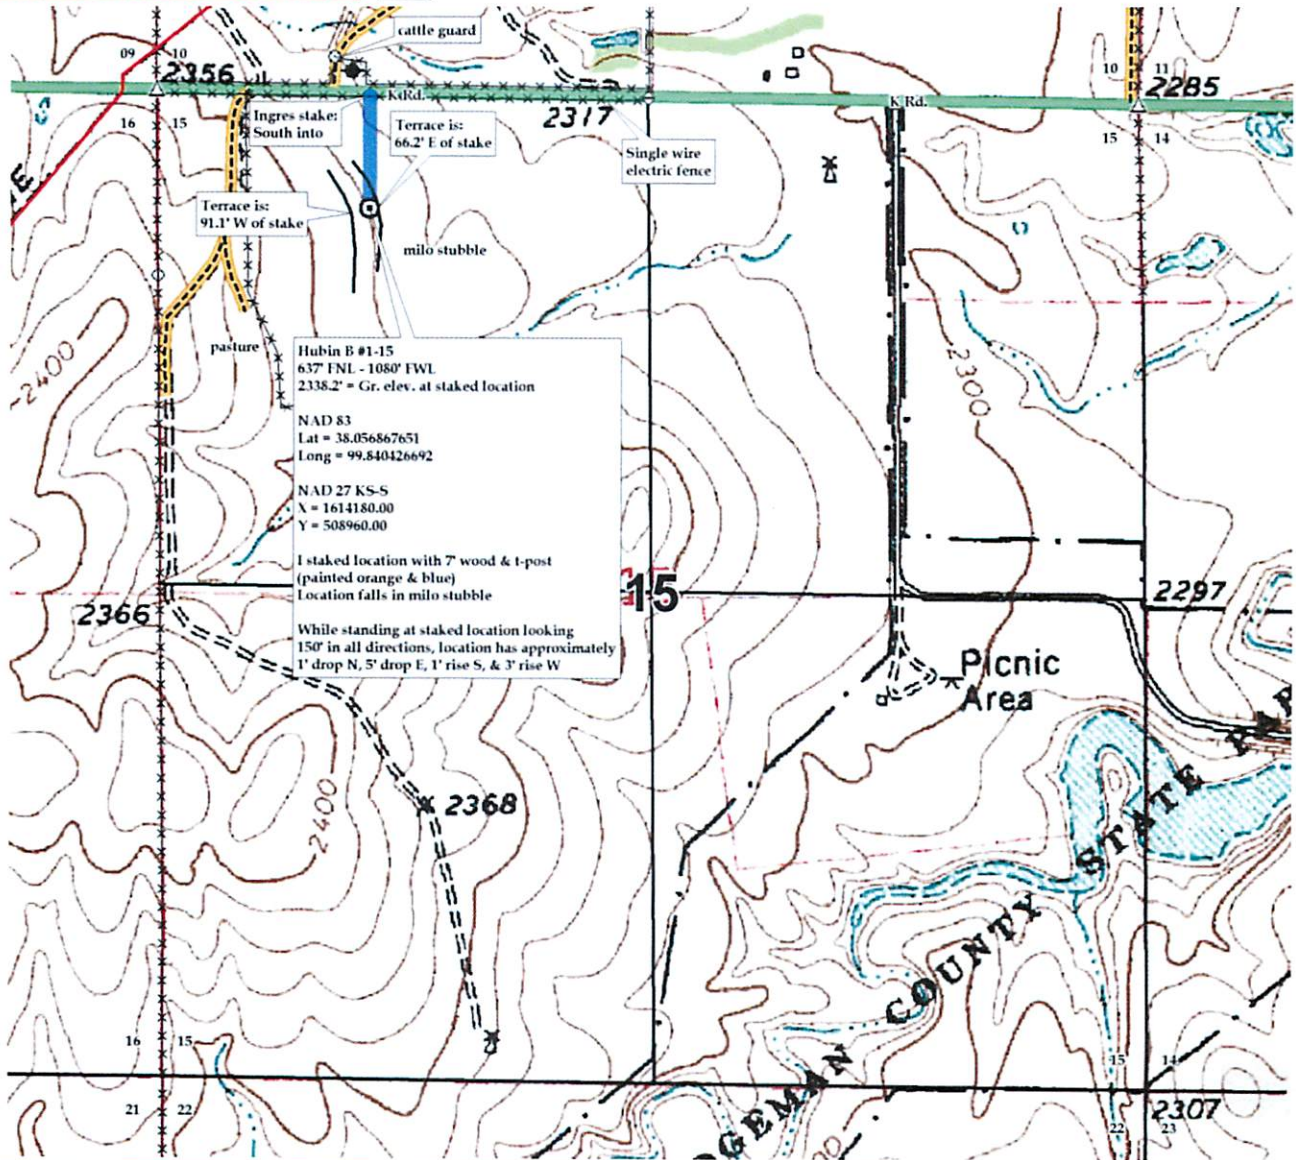 cattle guard
09
10
2356
10
11
2285
K Rd.
K Rd.
16
15
Ingres stake:
South into
Terrace is:
66.2' E of stake
2317
15
14
Single wire
electric fence
Terrace is:
91.1' W of stake
milo stubble
pasture
2400
2300
Hubin B #1-15
637' FNL - 1080' FWL
2338.2' = Gr. elev. at staked location
NAD 83
Lat = 38.056867651
Long = 99.840426692
NAD 27 KS-S
X = 1614180.00
Y = 508960.00
I staked location with 7' wood & t-post
(painted orange & blue)
Location falls in milo stubble
While standing at staked location looking
150' in all directions, location has approximately
1' drop N, 5' drop E, 1' rise S, & 3' rise W
15
2297
2366
Picnic
Area
2368
2400
STATE
COUNTY
GEMAN
16
15
15
14
21
22
22
23
2307